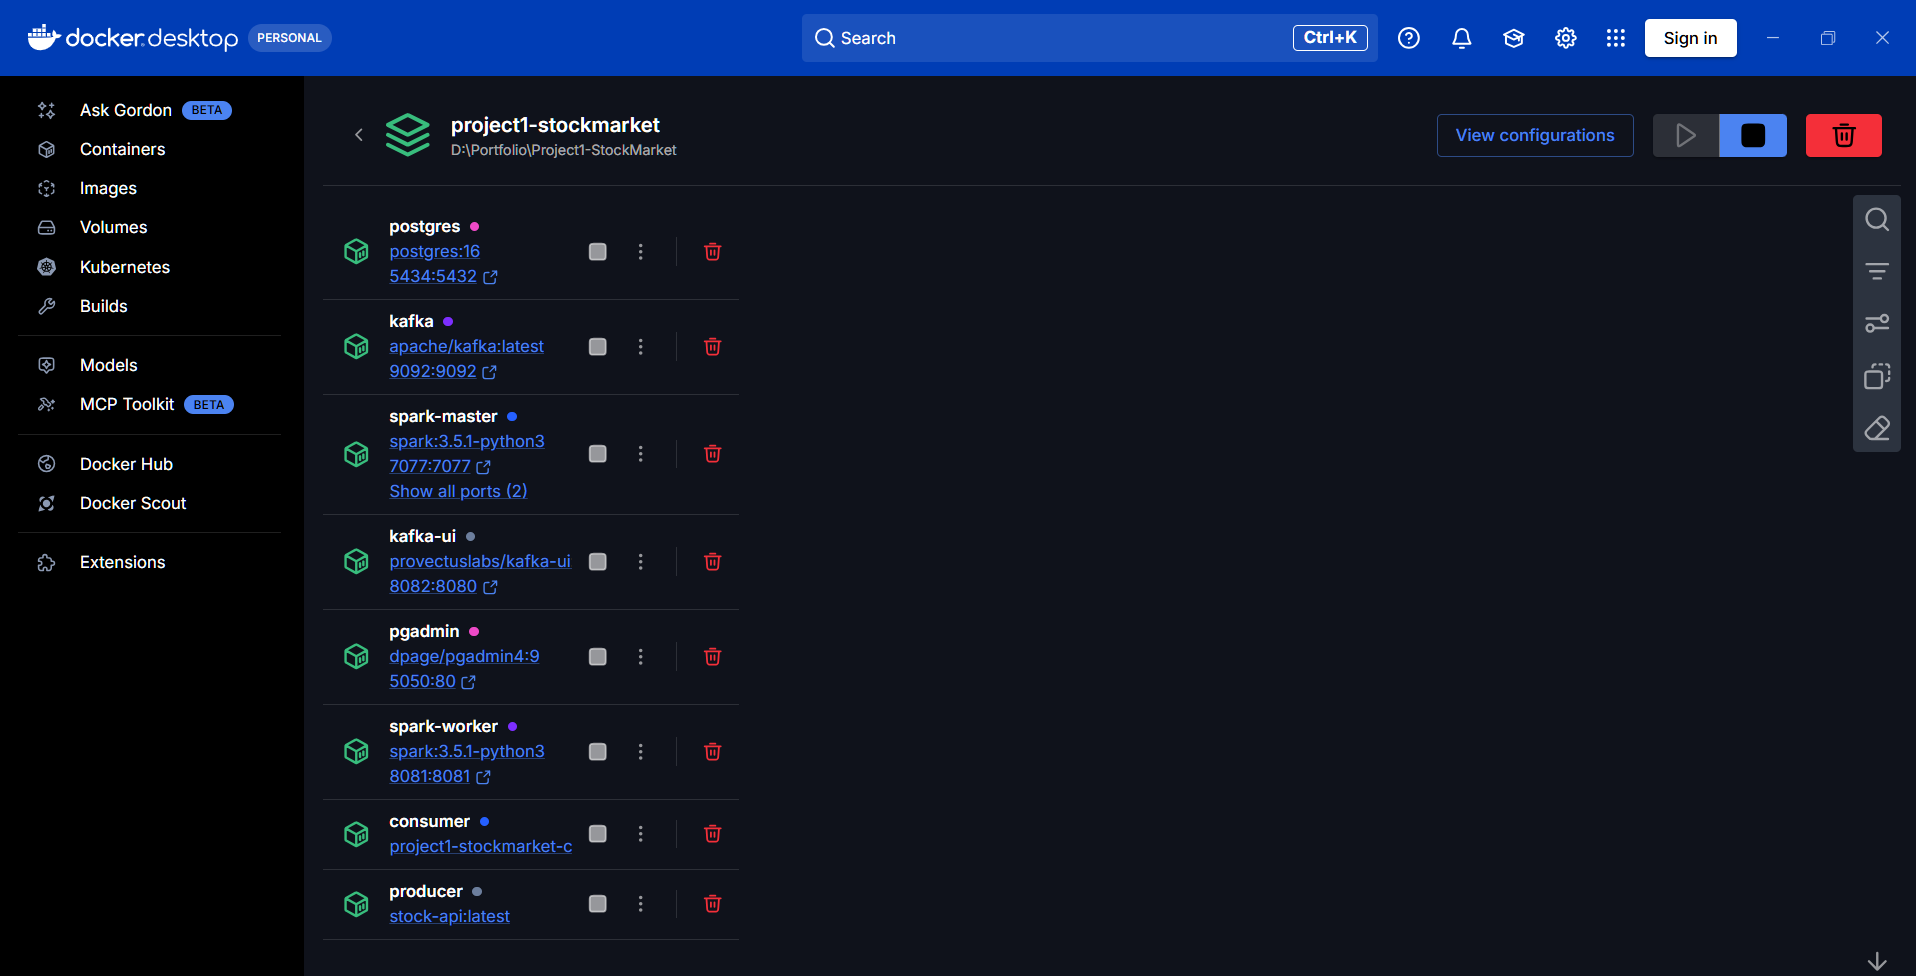 docker.desktop PERSONAL
Search Ctrl+K
Sign in
Ask Gordon BETA
Containers
Images
Volumes
Kubernetes
Builds
Models
MCP Toolkit BETA
Docker Hub
Docker Scout
Extensions
project1-stockmarket
D:\Portfolio\Project1-StockMarket
View configurations
postgres
postgres:16
5434:5432
kafka
apache/kafka:latest
9092:9092
spark-master
spark:3.5.1-python3
7077:7077
Show all ports (2)
kafka-ui
provectuslabs/kafka-ui
8082:8080
pgadmin
dpage/pgadmin4:9
5050:80
spark-worker
spark:3.5.1-python3
8081:8081
consumer
project1-stockmarket-c
producer
stock-api:latest